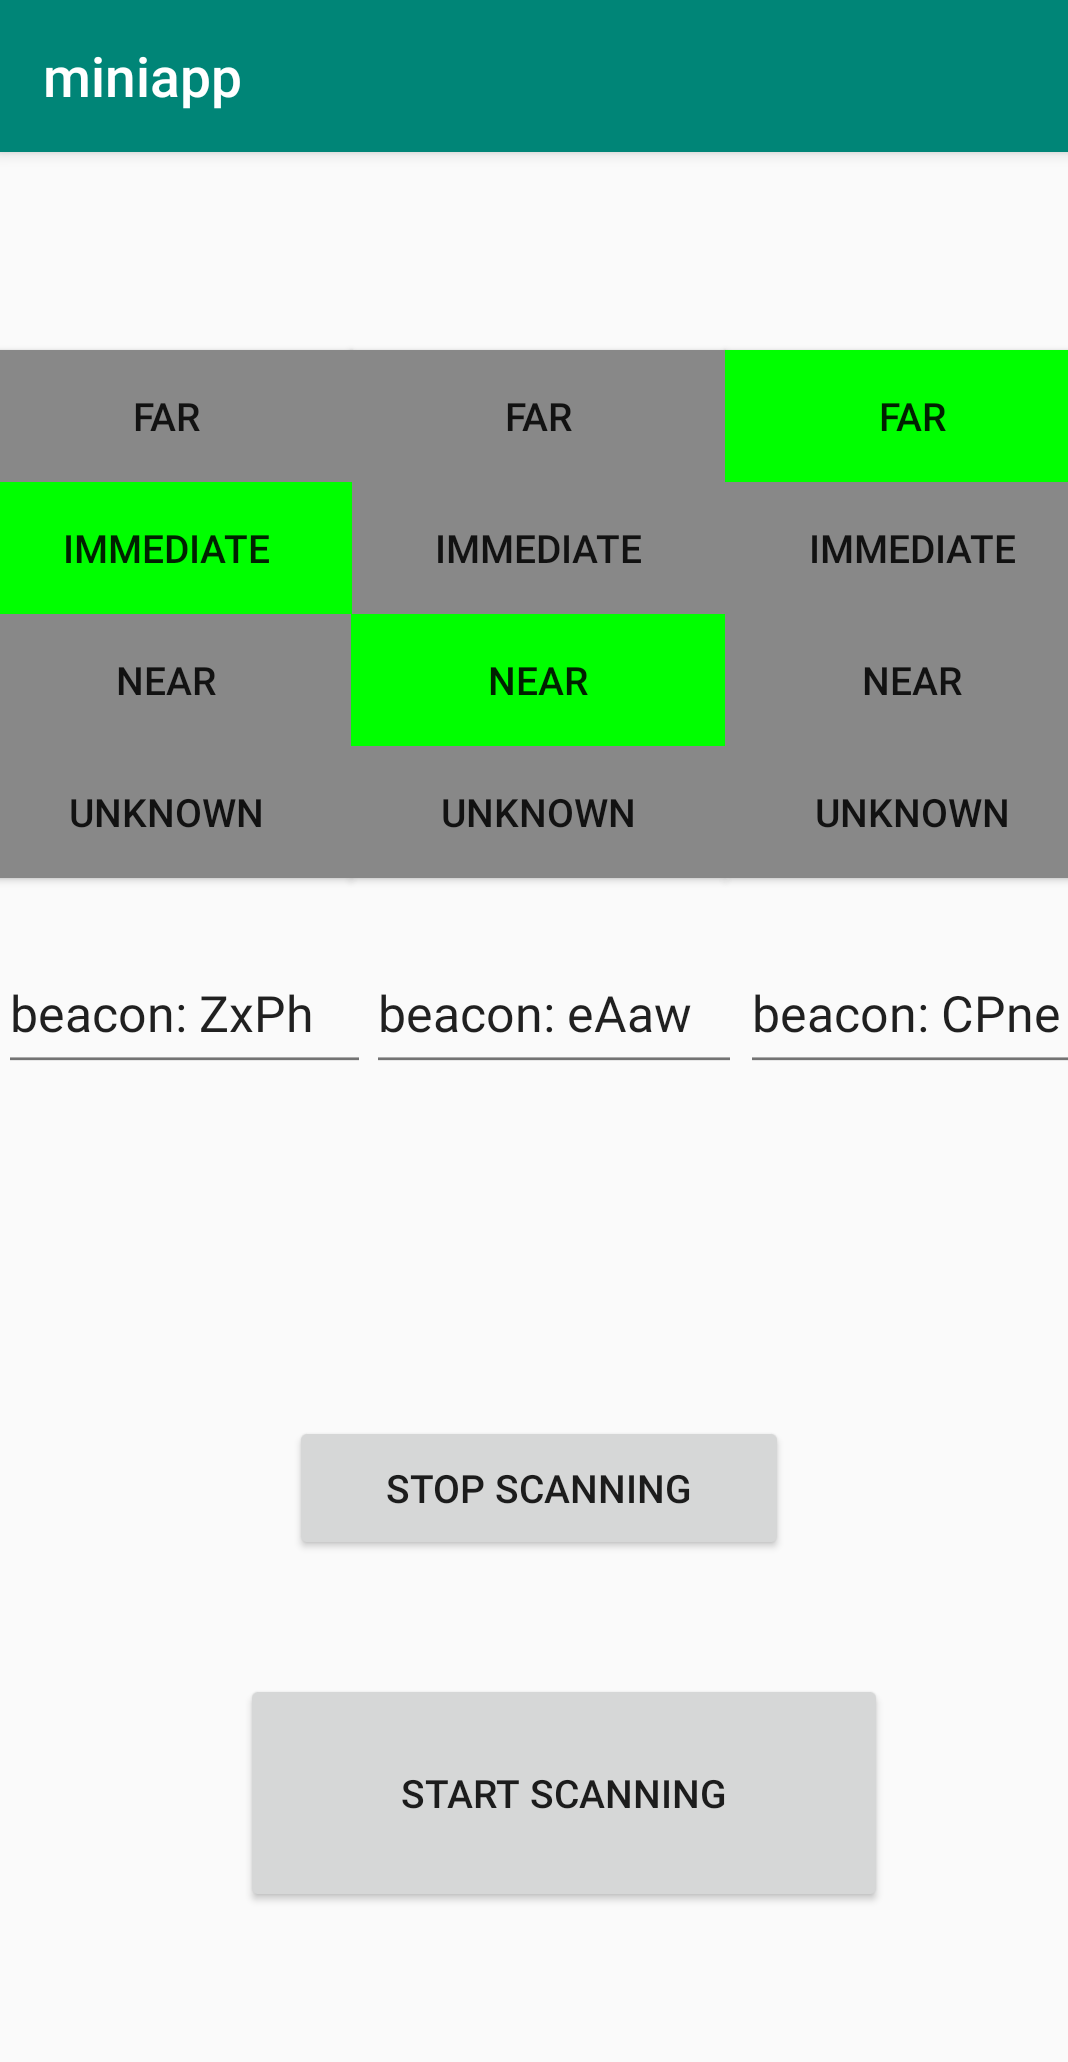 miniapp
FAR FAR FAR
IMMEDIATE IMMEDIATE IMMEDIATE
NEAR NEAR NEAR
UNKNOWN UNKNOWN UNKNOWN
beacon: ZxPh beacon: eAaw beacon: CPne
STOP SCANNING
START SCANNING